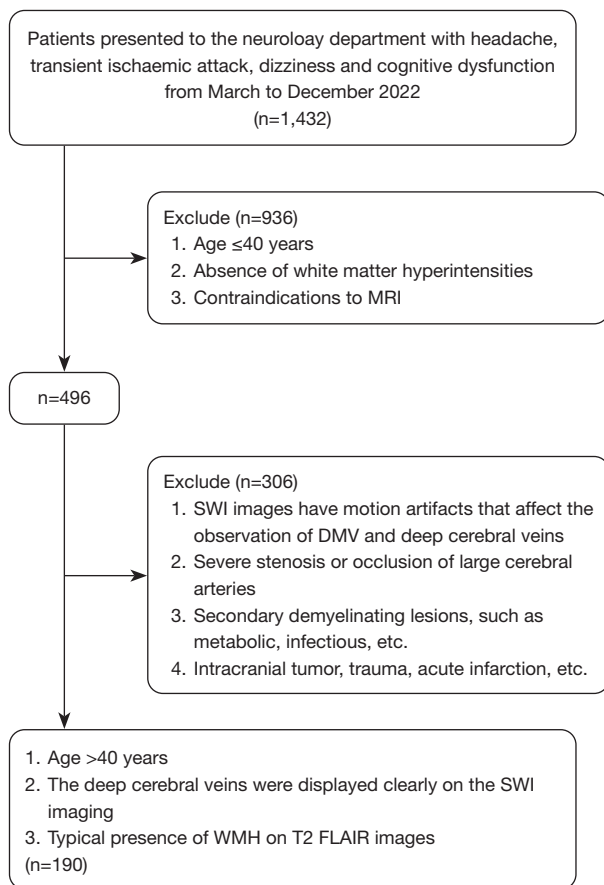 Patients presented to the neuroloay department with headache,
transient ischaemic attack, dizziness and cognitive dysfunction
from March to December 2022
(n=1,432)
Exclude (n=936)
1. Age ≤40 years
2. Absence of white matter hyperintensities
3. Contraindications to MRI
n=496
Exclude (n=306)
1. SWI images have motion artifacts that affect the
observation of DMV and deep cerebral veins
2. Severe stenosis or occlusion of large cerebral
arteries
3. Secondary demyelinating lesions, such as
metabolic, infectious, etc.
4. Intracranial tumor, trauma, acute infarction, etc.
1. Age >40 years
2. The deep cerebral veins were displayed clearly on the SWI
imaging
3. Typical presence of WMH on T2 FLAIR images
(n=190)